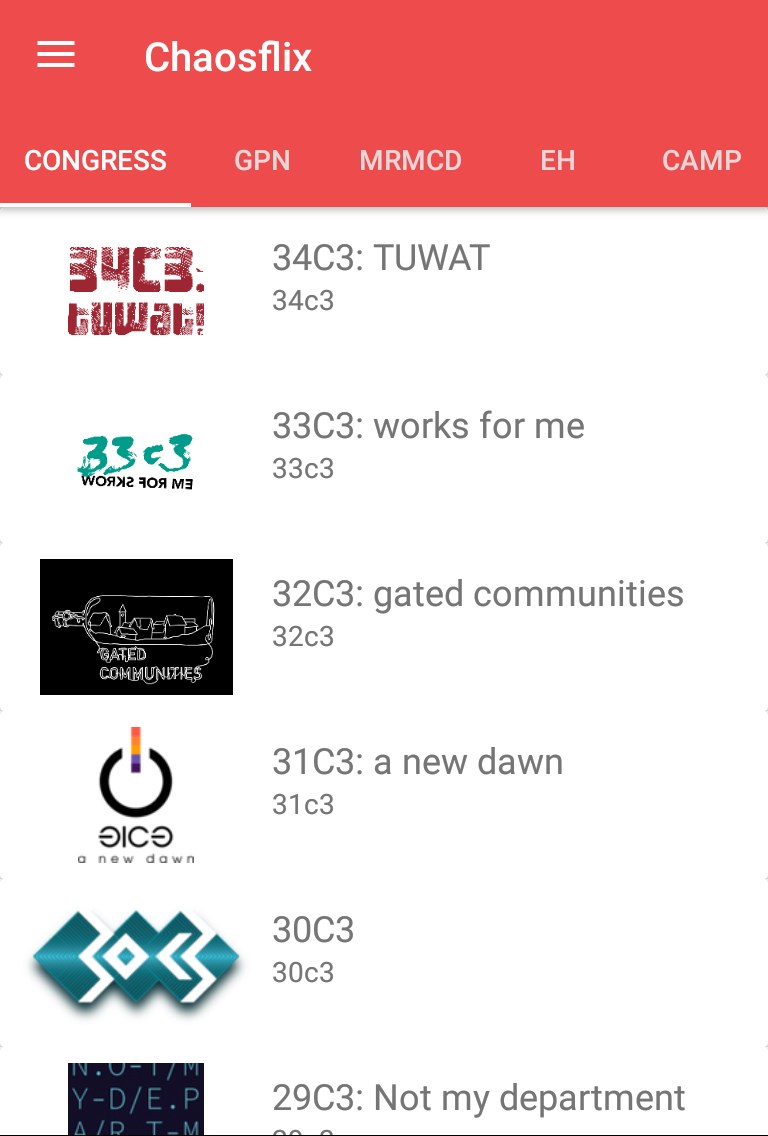 Chaosflix
CONGRESS GPN MRMCD EH CAMP
34C3.
tuwat!
34C3: TUWAT
34c3
33c3
WORKS FOR ME
33C3: works for me
33c3
GATED
COMMUNITIES
32C3: gated communities
32c3
31C3
a new dawn
31C3: a new dawn
31c3
30C3
30C3
30c3
N.O-T/M
Y-D/E.P
A/R.T-M
29C3: Not my department
29c3